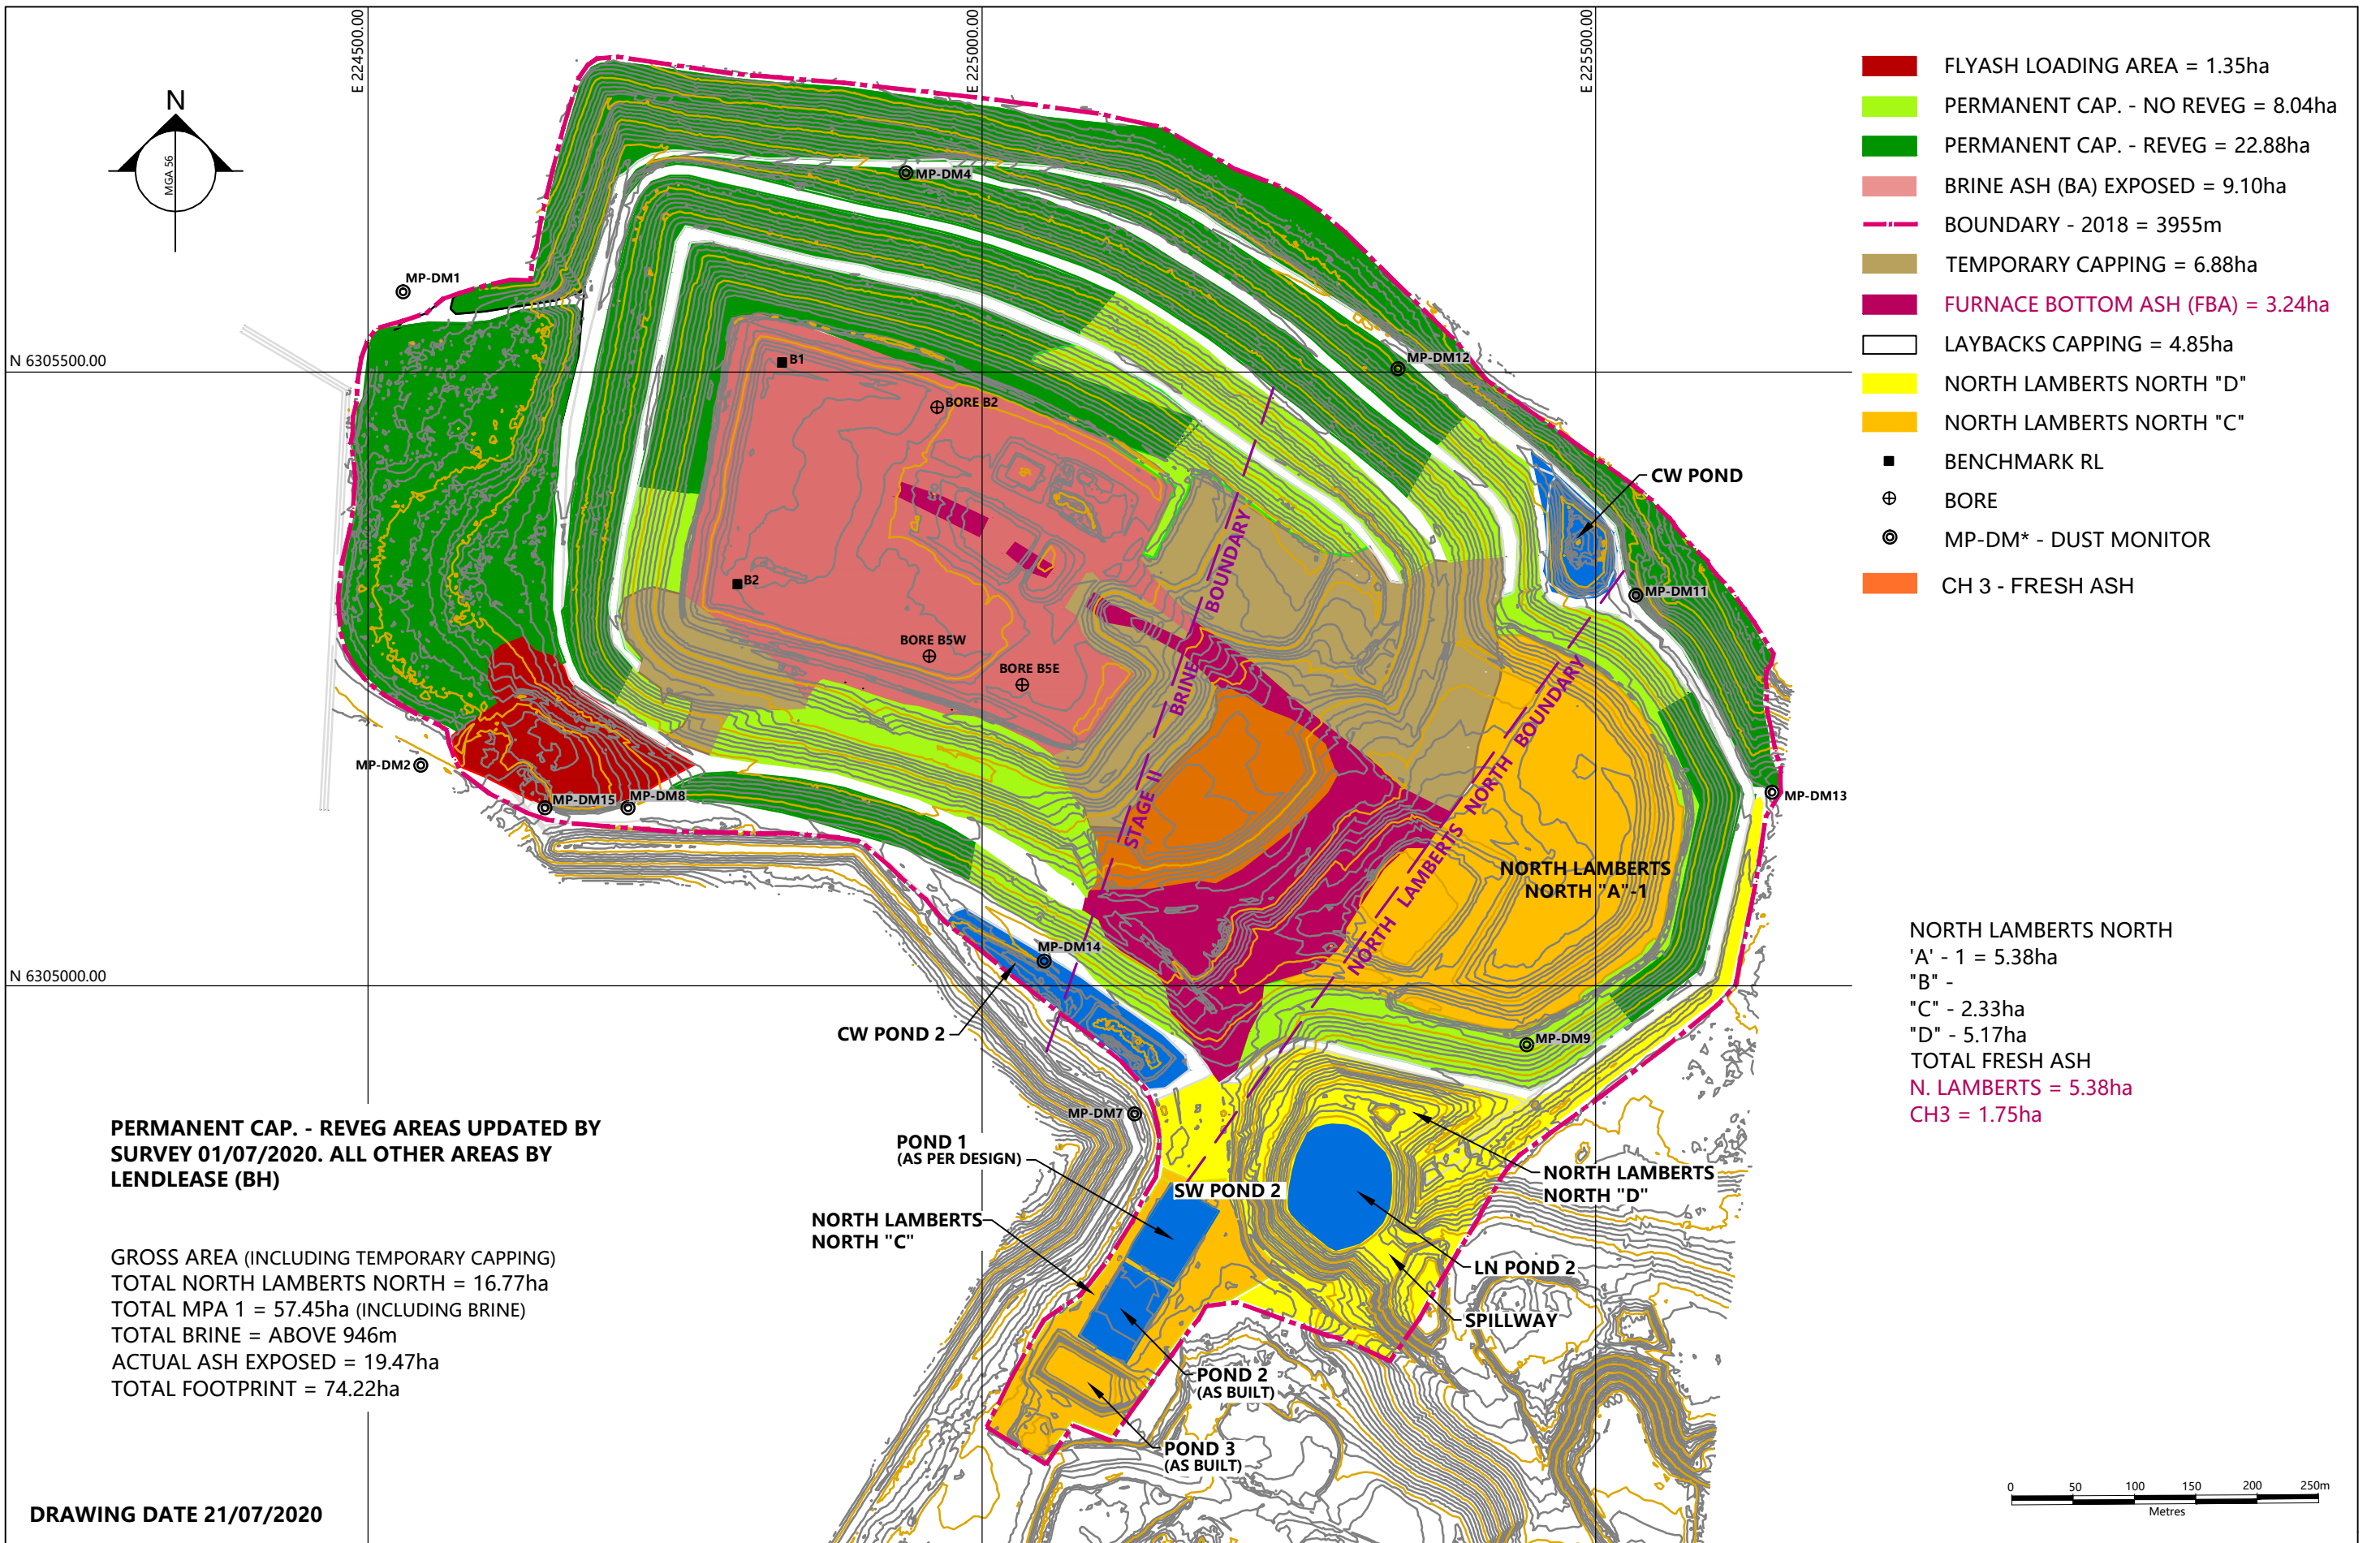 E 224500.00
E 225000.00
E 225500.00
N
MGA 56
FLYASH LOADING AREA = 1.35ha
PERMANENT CAP. - NO REVEG = 8.04ha
PERMANENT CAP. - REVEG = 22.88ha
BRINE ASH (BA) EXPOSED = 9.10ha
BOUNDARY - 2018 = 3955m
TEMPORARY CAPPING = 6.88ha
FURNACE BOTTOM ASH (FBA) = 3.24ha
LAYBACKS CAPPING = 4.85ha
NORTH LAMBERTS NORTH "D"
NORTH LAMBERTS NORTH "C"
BENCHMARK RL
BORE
MP-DM* - DUST MONITOR
CH 3 - FRESH ASH
MP-DM4
MP-DM1
N 6305500.00
B1
MP-DM12
BORE B2
CW POND
B2
MP-DM11
BORE B5W
BORE B5E
STAGE II BRINE BOUNDARY
NORTH LAMBERTS NORTH BOUNDARY
MP-DM2
MP-DM15
MP-DM8
MP-DM13
NORTH LAMBERTS
NORTH "A"-1
MP-DM14
N 6305000.00
CW POND 2
MP-DM9
MP-DM7
NORTH LAMBERTS NORTH
'A' - 1 = 5.38ha
"B" -
"C" - 2.33ha
"D" - 5.17ha
TOTAL FRESH ASH
N. LAMBERTS = 5.38ha
CH3 = 1.75ha
PERMANENT CAP. - REVEG AREAS UPDATED BY
SURVEY 01/07/2020. ALL OTHER AREAS BY
LENDLEASE (BH)
POND 1
(AS PER DESIGN)
SW POND 2
NORTH LAMBERTS
NORTH "D"
NORTH LAMBERTS
NORTH "C"
LN POND 2
SPILLWAY
POND 2
(AS BUILT)
POND 3
(AS BUILT)
GROSS AREA (INCLUDING TEMPORARY CAPPING)
TOTAL NORTH LAMBERTS NORTH = 16.77ha
TOTAL MPA 1 = 57.45ha (INCLUDING BRINE)
TOTAL BRINE = ABOVE 946m
ACTUAL ASH EXPOSED = 19.47ha
TOTAL FOOTPRINT = 74.22ha
0 50 100 150 200 250m
Metres
DRAWING DATE 21/07/2020